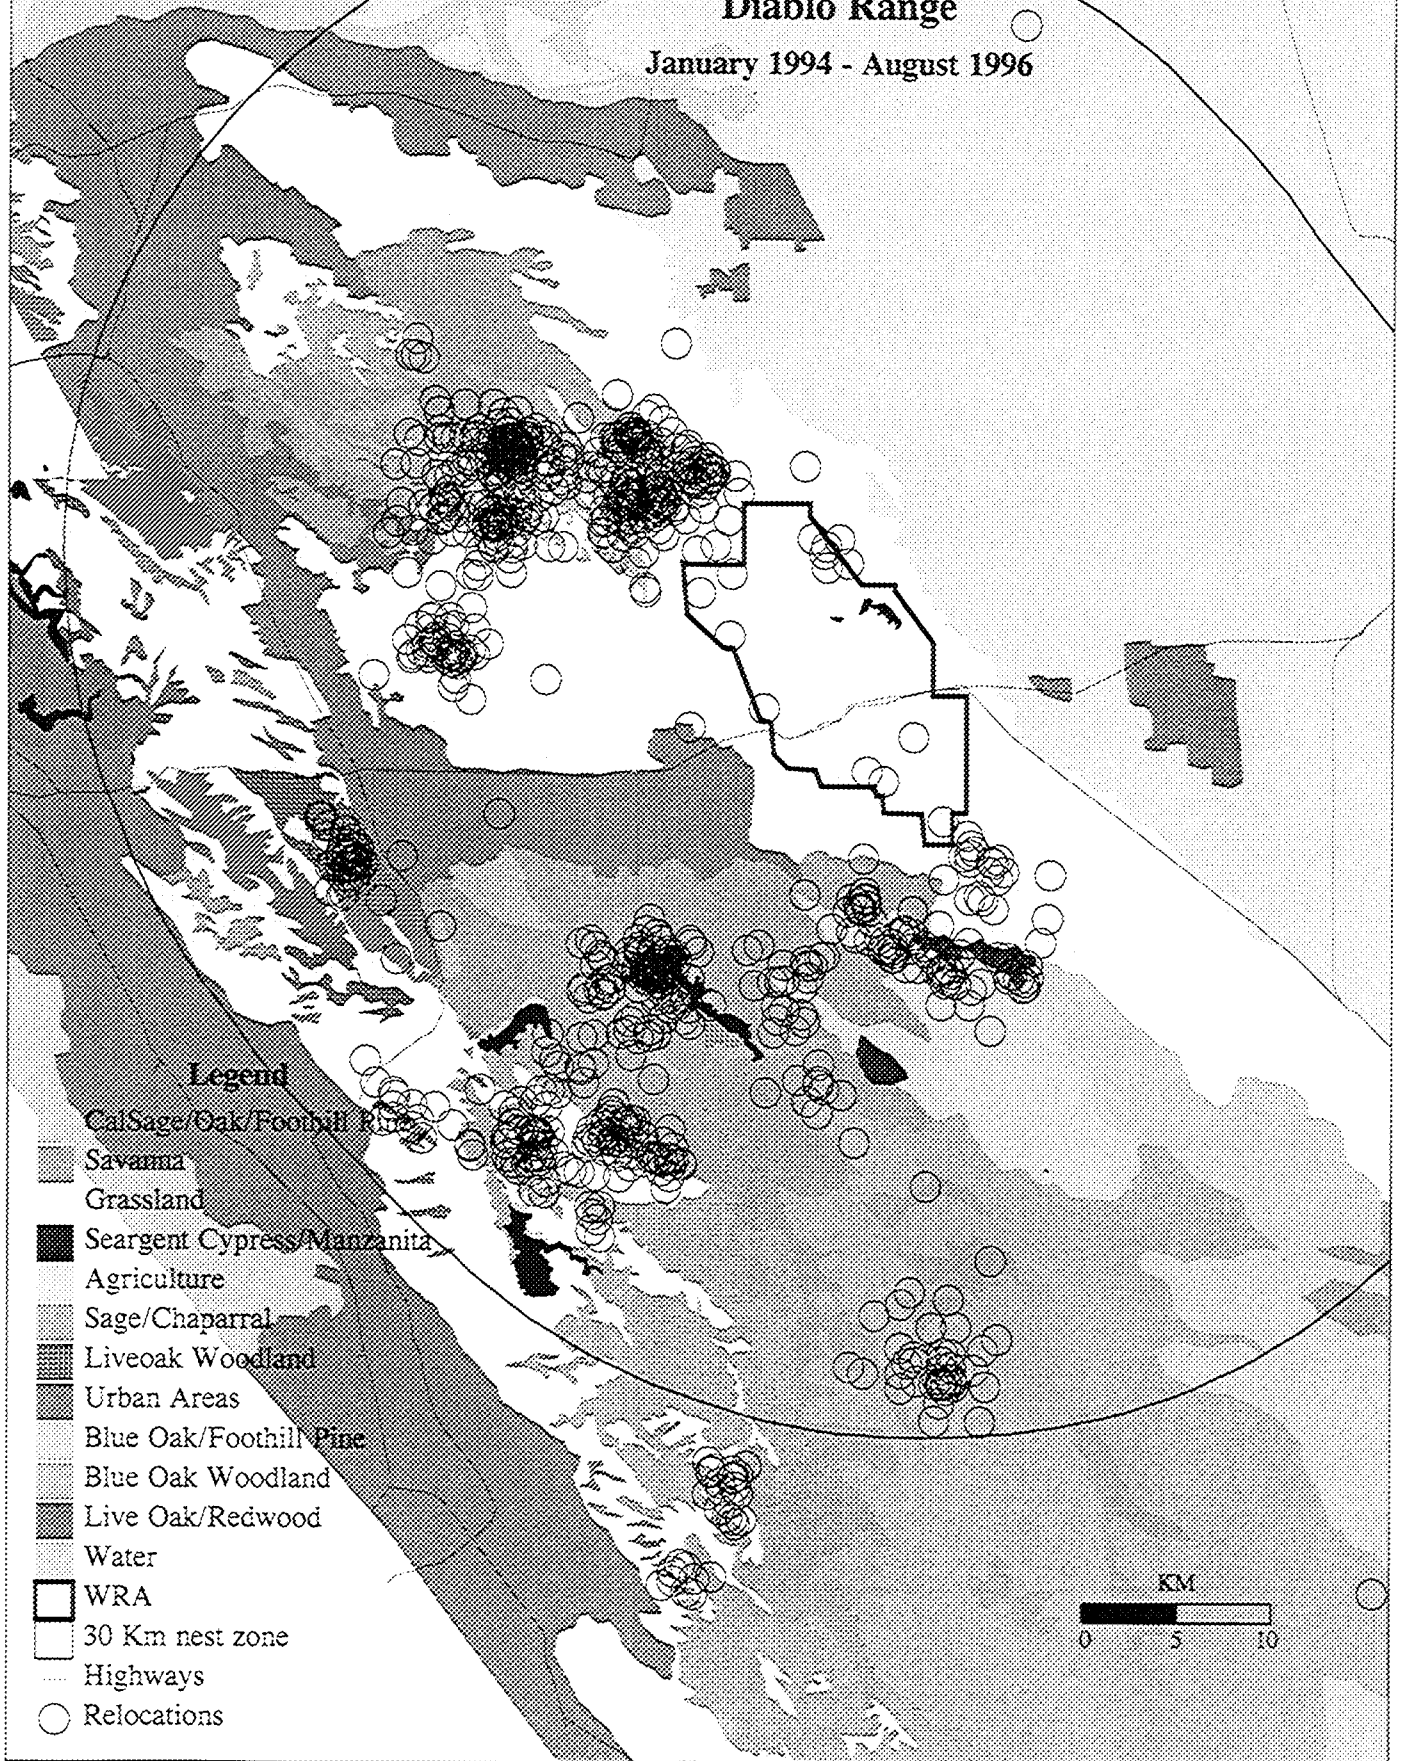 Diablo Range
January 1994 - August 1996
Legend
CalSage/Oak/Foothill Pine
Savanna
Grassland
Seargent Cypress/Manzanita
Agriculture
Sage/Chaparral
Liveoak Woodland
Urban Areas
Blue Oak/Foothill Pine
Blue Oak Woodland
Live Oak/Redwood
Water
WRA
30 Km nest zone
Highways
Relocations
KM
0 5 10